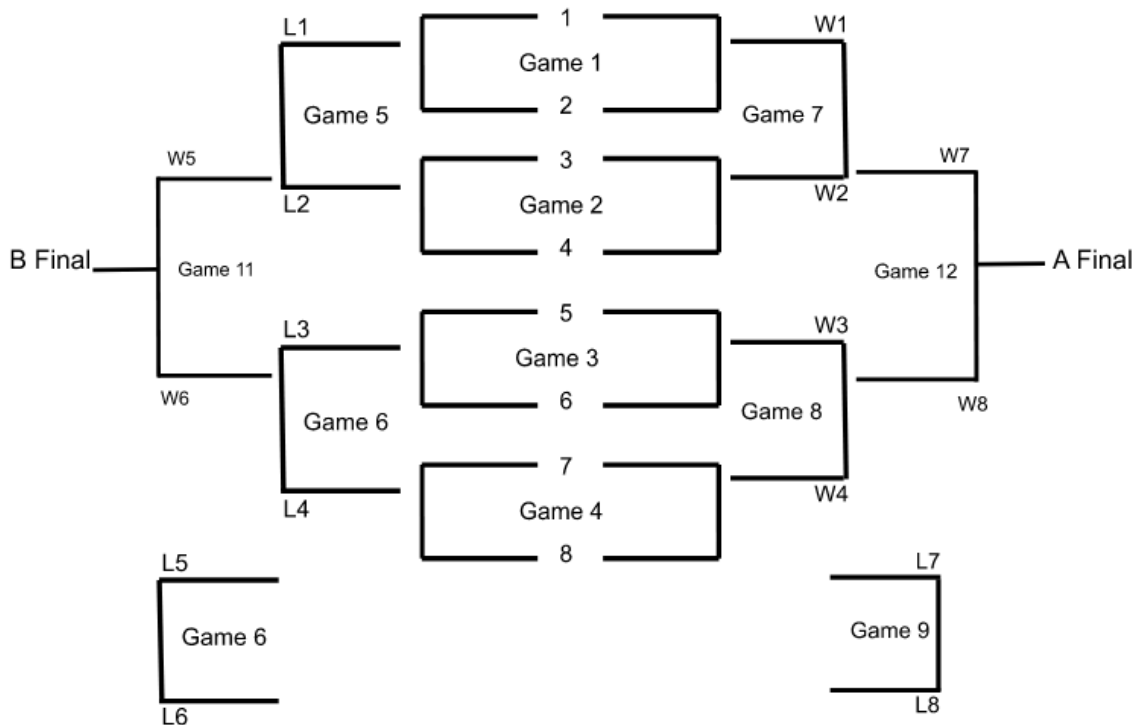 1
L1
W1
Game 1
Game 5
2
Game 7
W5
3
W7
L2
Game 2
W2
4
B Final
Game 11
Game 12
A Final
5
L3
W3
Game 3
W6
6
W8
Game 6
Game 8
7
L4
Game 4
W4
8
L5
L7
Game 6
Game 9
L6
L8